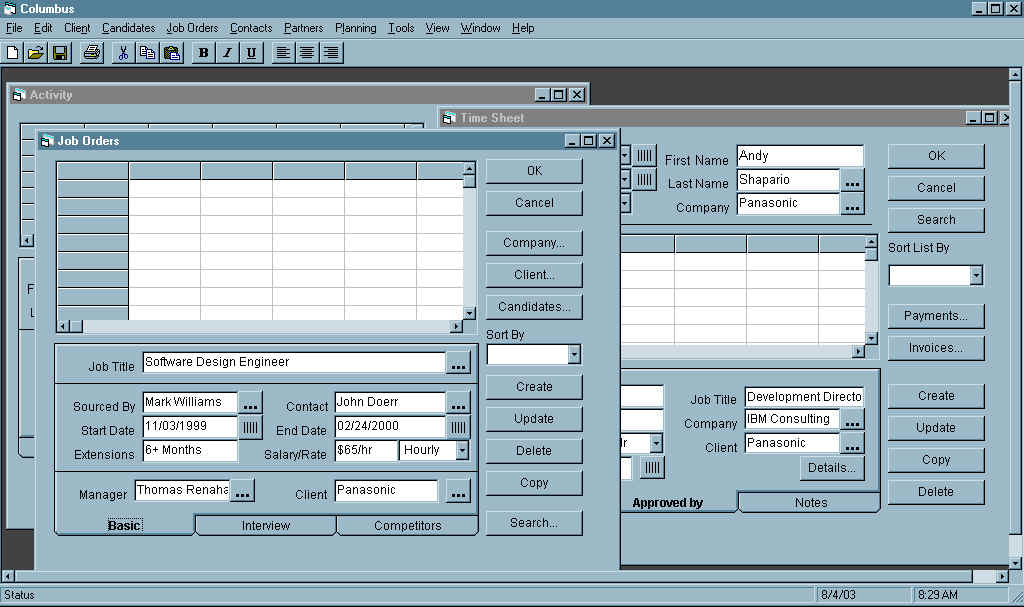 Columbus
File Edit Client Candidates Job Orders Contacts Partners Planning Tools View Window Help
B I U
Activity
Time Sheet
First Name Andy
Last Name Shapario
Company Panasonic
OK
Cancel
Search
Sort List By
Payments...
Invoices...
Job Title Development Directo
Company IBM Consulting
Client Panasonic
Details...
Approved by Notes
Create
Update
Copy
Delete
Job Orders
OK
Cancel
Company...
Client...
Candidates...
Sort By
Create
Update
Delete
Copy
Search...
Job Title Software Design Engineer
Sourced By Mark Williams Contact John Doerr
Start Date 11/03/1999 End Date 02/24/2000
Extensions 6+ Months Salary/Rate $65/hr Hourly
Manager Thomas Renaha Client Panasonic
Basic Interview Competitors
Status 8/4/03 8:29 AM